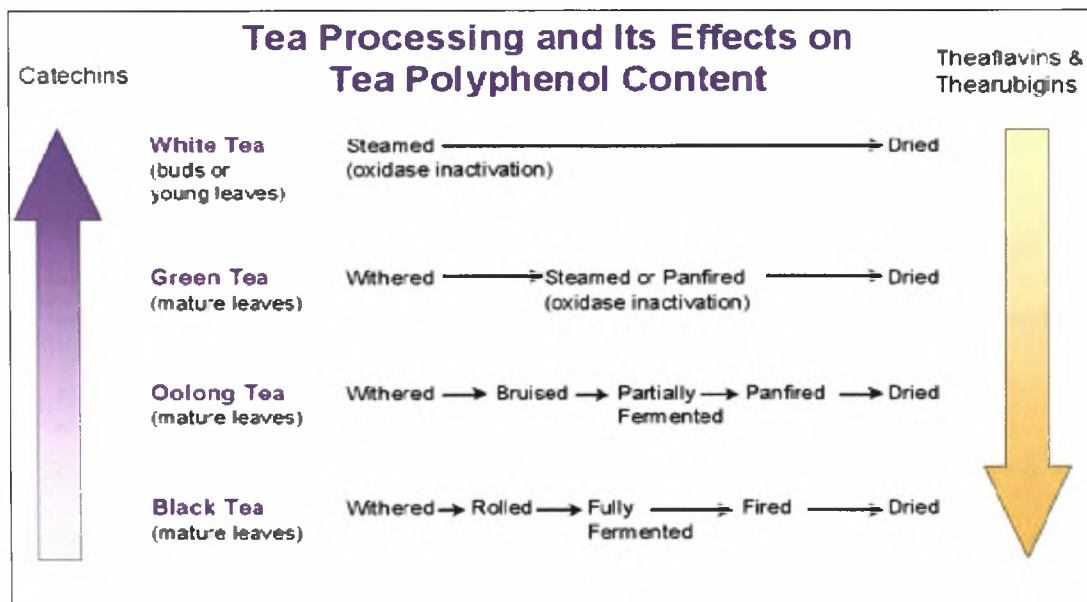 Tea Processing and Its Effects on
Tea Polyphenol Content
Catechins
Theaflavins &
Thearubigins
White Tea
(buds or
young leaves)
Steamed
(oxidase inactivation)
Dried
Green Tea
(mature leaves)
Withered
Steamed or Panfired
(oxidase inactivation)
Dried
Oolong Tea
(mature leaves)
Withered
Bruised
Partially
Fermented
Panfired
Dried
Black Tea
(mature leaves)
Withered
Rolled
Fully
Fermented
Fired
Dried